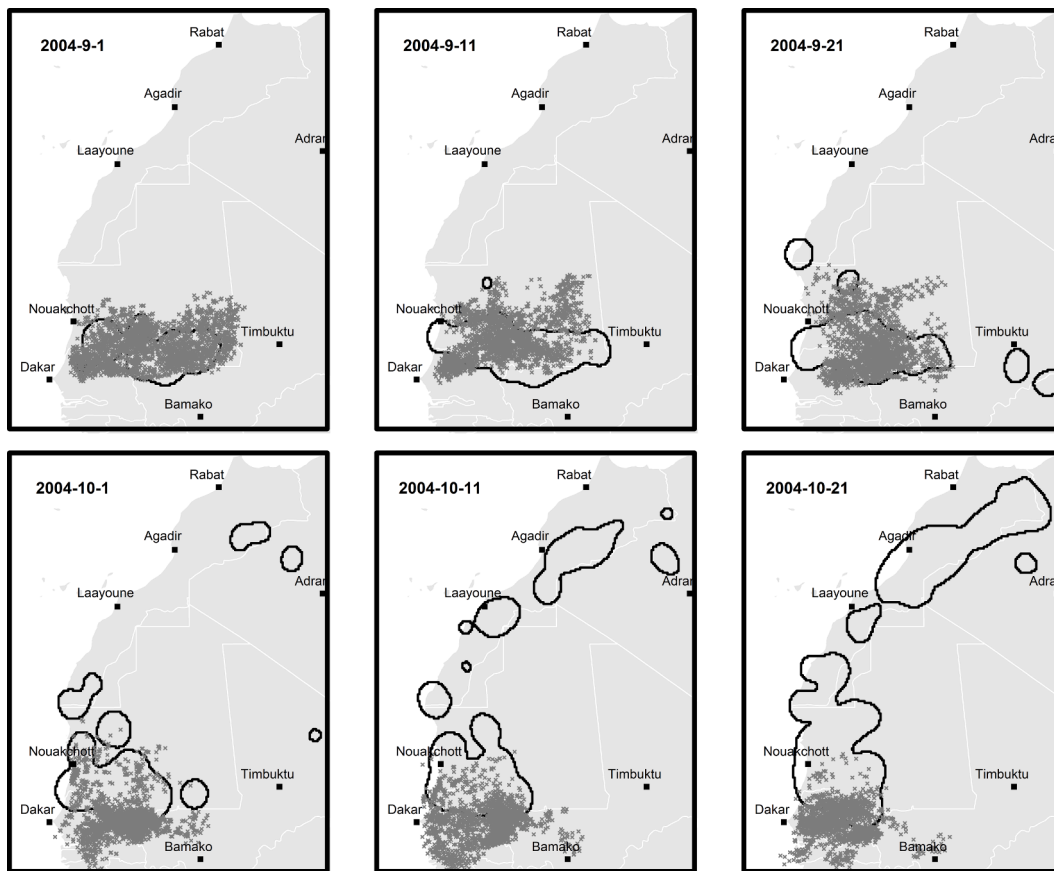 2004-9-1
Rabat
Agadir
Laayoune
Adrar
Nouakchott
Timbuktu
Dakar
Bamako
2004-9-11
Rabat
Agadir
Laayoune
Adrar
Nouakchott
Timbuktu
Dakar
Bamako
2004-9-21
Rabat
Agadir
Laayoune
Adra
Nouakchott
Timbuktu
Dakar
Bamako
2004-10-1
Rabat
Agadir
Laayoune
Adrar
Nouakchott
Timbuktu
Dakar
Bamako
2004-10-11
Rabat
Agadir
Laayoune
Adrar
Nouakchott
Timbuktu
Dakar
Bamako
2004-10-21
Rabat
Agadir
Laayoune
Adra
Nouakchott
Timbuktu
Dakar
Bamako